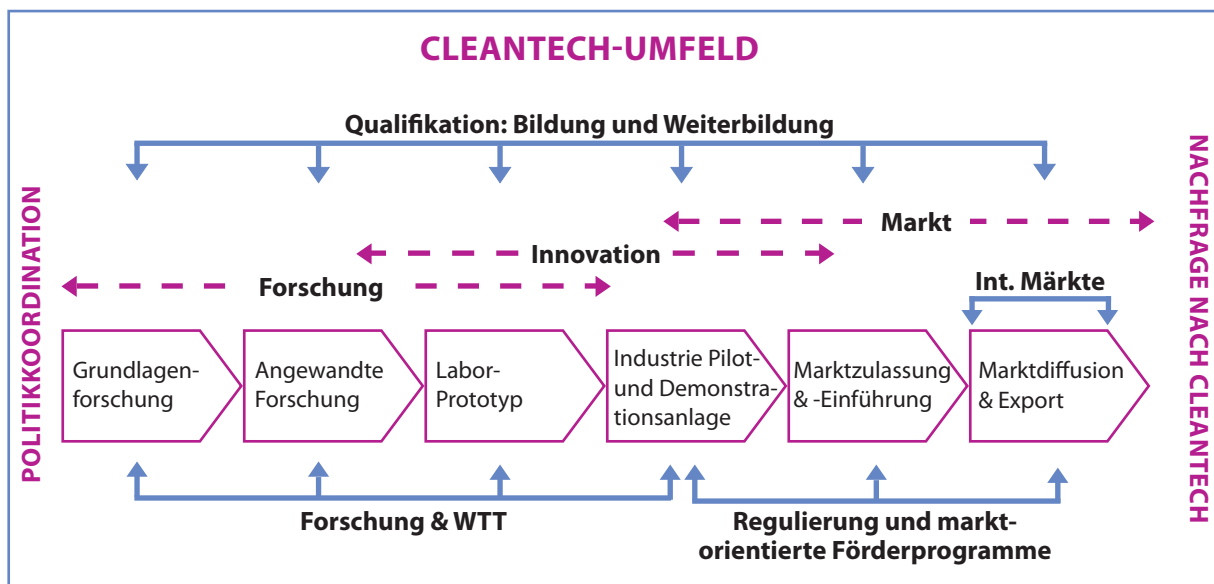 CLEANTECH-UMFELD
Qualifikation: Bildung und Weiterbildung
POLITIKKOORDINATION
NACHFRAGE NACH CLEANTECH
Markt
Innovation
Forschung
Int. Märkte
Grundlagen-
forschung
Angewandte
Forschung
Labor-
Prototyp
Industrie Pilot-
und Demonstra-
tionsanlage
Marktzulassung
& -Einführung
Marktdiffusion
& Export
Forschung & WTT
Regulierung und markt-
orientierte Förderprogramme